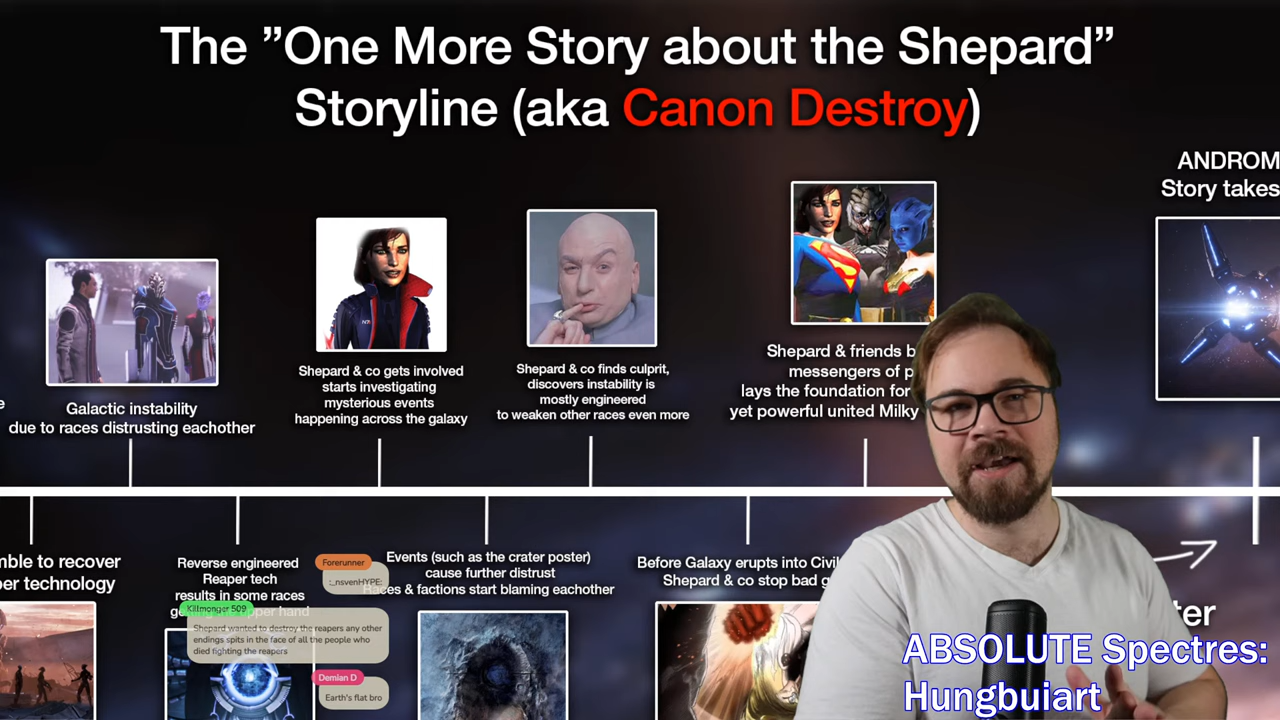 The ”One More Story about the Shepard”
Storyline (aka Canon Destroy)
ANDROM
Story takes
Galactic instability
due to races distrusting eachother
Shepard & co gets involved
starts investigating
mysterious events
happening across the galaxy
Shepard & co finds culprit,
discovers instability is
mostly engineered
to weaken other races even more
Shepard & friends b
messengers of p
lays the foundation for
yet powerful united Milky
e
mble to recover
per technology
Reverse engineered
Reaper tech
results in some races
Events (such as the crater poster)
cause further distrust
Races & factions start blaming eachother
Before Galaxy erupts into Civil
Shepard & co stop bad g
Forerunner
:_nsvenHYPE:
Killmonger 509
Shepard wanted to destroy the reapers any other
endings spits in the face of all the people who
died fighting the reapers
Demian D
Earth's flat bro
N7
ter
ABSOLUTE Spectres:
Hungbuiart